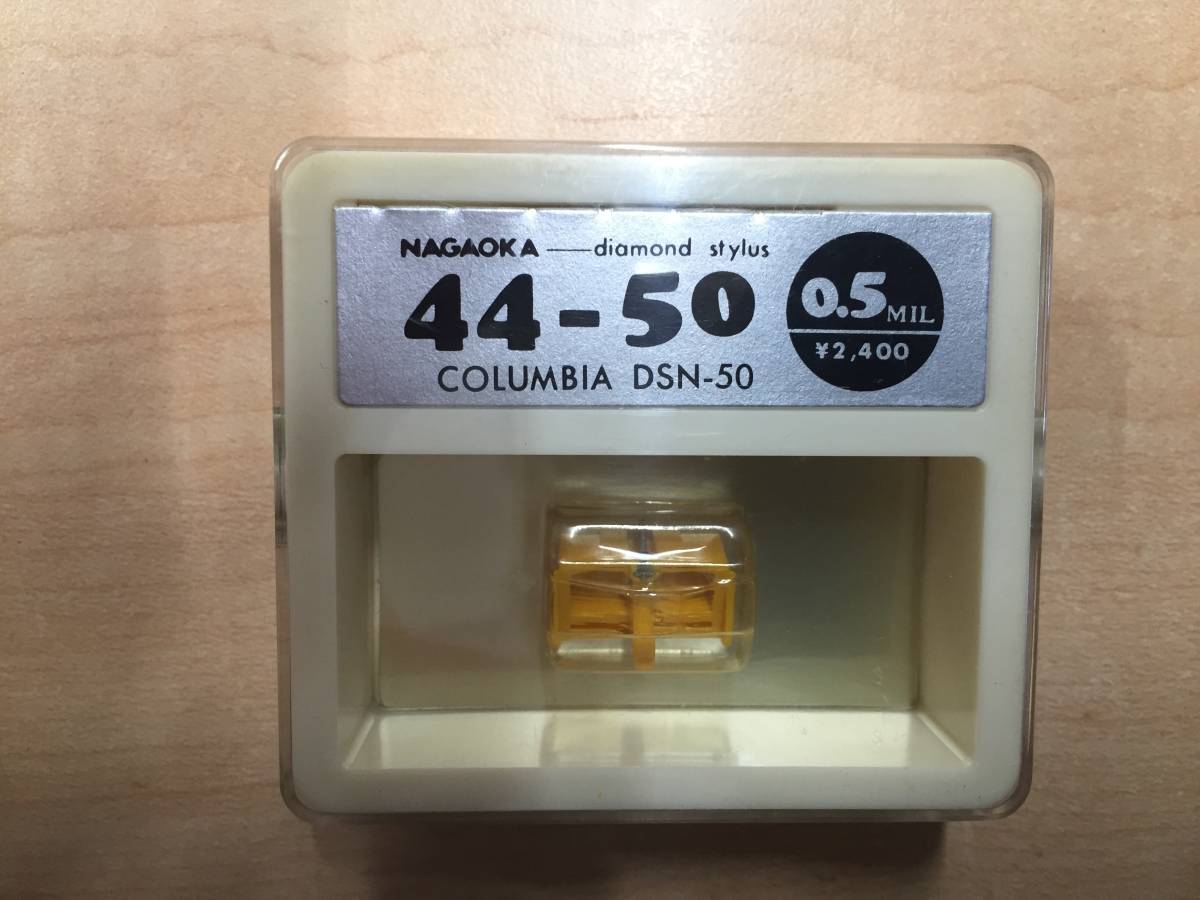 NAGAOKA — diamond stylus
44-50
COLUMBIA DSN-50
0.5 MIL
¥2,400